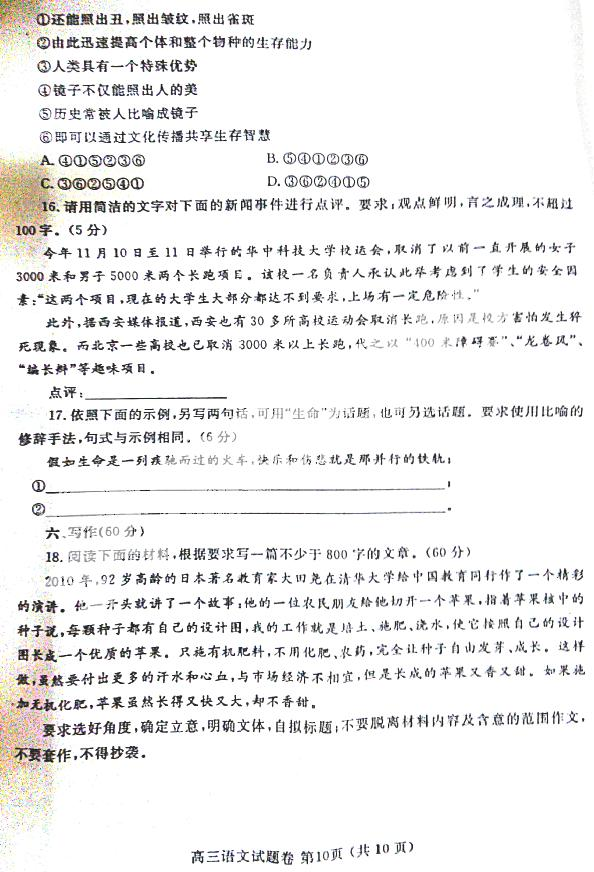 ①还能照出丑,照出皱纹,照出雀斑
②由此迅速提高个体和整个物种的生存能力
③人类具有一个特殊优势
④镜子不仅能照出人的美
⑤历史常被人比喻成镜子
⑥即可以通过文化传播共享生存智慧
A. ④①⑤②③⑥ B. ⑤④①②③⑥
C. ③⑥②⑤④① D. ③⑥②④①⑤
16. 请用简洁的文字对下面的新闻事件进行点评。要求:观点鲜明,言之成理,不超过
100字。(5分)
今年11月10日至11日举行的华中科技大学校运会,取消了以前一直开展的女子
3000米和男子5000米两个长跑项目。该校一名负责人承认此举考虑到了学生的安全因
素:“这两个项目,现在的大学生大部分都达不到要求,上场有一定危险性。”
此外,据西安媒体报道,西安也有30多所高校运动会取消长跑,原因是校方害怕发生猝
死现象。而北京一些高校也已取消3000米以上长跑,代之以“400米障碍赛”、“龙卷风”、
“编长辫”等趣味项目。
点评:
17. 依照下面的示例,另写两句话,可用“生命”为话题,也可另选话题。要求使用比喻的
修辞手法,句式与示例相同。(6分)
假如生命是一列疾驰而过的火车,快乐和伤悲就是那并行的铁轨;
① ;
② 。
六、写作(60分)
18. 阅读下面的材料,根据要求写一篇不少于800字的文章。(60分)
2010年,92岁高龄的日本著名教育家大田尧在清华大学给中国教育同行作了一个精彩
的演讲。他一开头就讲了一个故事:他的一位农民朋友给他切开一个苹果,指着苹果核中的
种子说,每颗种子都有自己的设计图,我的工作就是培土、施肥、浇水,使它按照自己的设计
图长成一个优质的苹果。只施有机肥料,不用化肥、农药,完全让种子自由发芽、成长。这样
做,虽然要付出更多的汗水和心血,与市场经济不相宜,但是长成的苹果又香又甜。如果施
加无机化肥,苹果虽然长得又快又大,却不香甜。
要求选好角度,确定立意,明确文体,自拟标题;不要脱离材料内容及含意的范围作文,
不要套作,不得抄袭。
高三语文试题卷 第10页(共10页)